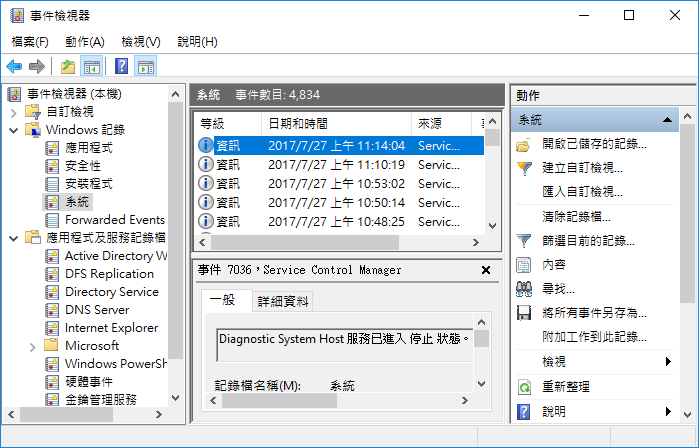 事件檢視器
檔案(F) 動作(A) 檢視(V) 說明(H)
事件檢視器 (本機)
自訂檢視
Windows 記錄
應用程式
安全性
安裝程式
系統
Forwarded Events
應用程式及服務記錄檔
Active Directory W
DFS Replication
Directory Service
DNS Server
Internet Explorer
Microsoft
Windows PowerSh
硬體事件
金鑰管理服務
系統 事件數目: 4,834
等級 日期和時間 來源
資訊 2017/7/27 上午 11:14:04 Servic...
資訊 2017/7/27 上午 11:10:19 Servic...
資訊 2017/7/27 上午 10:53:02 Servic...
資訊 2017/7/27 上午 10:50:14 Servic...
資訊 2017/7/27 上午 10:48:25 Servic...
事件 7036，Service Control Manager
一般 詳細資料
Diagnostic System Host 服務已進入 停止 狀態。
記錄檔名稱(M): 系統
動作
系統
開啟已儲存的記錄...
建立自訂檢視...
匯入自訂檢視...
清除記錄檔...
篩選目前的記錄...
內容
尋找...
將所有事件另存為...
附加工作到此記錄...
檢視
重新整理
說明